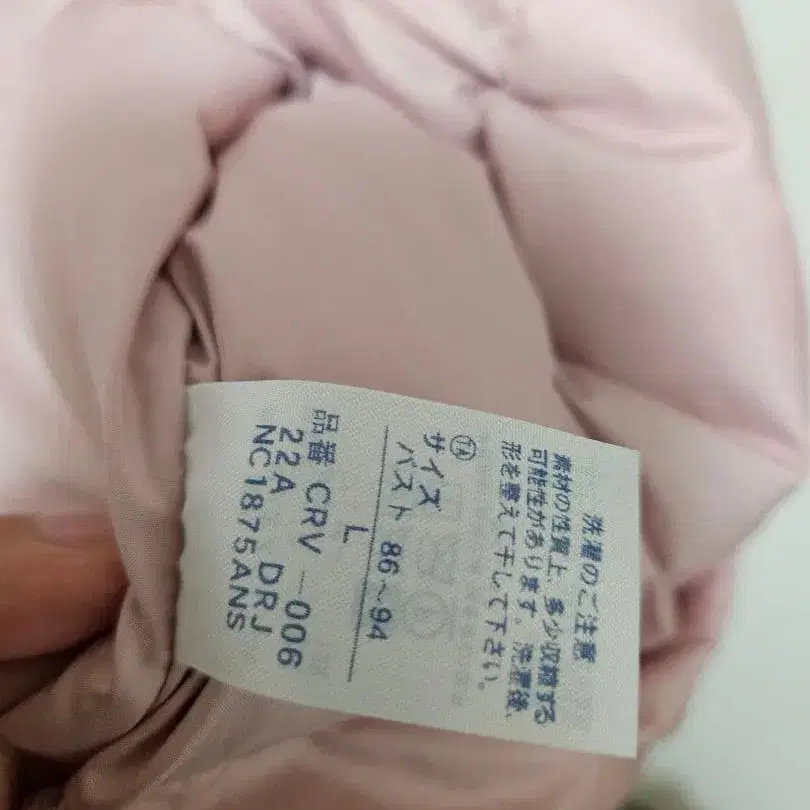 洗濯のご注意
素材の性質上、多少収縮する
可能性があります。洗濯後、
形を整えて干して下さい。
TA
サイズ L
バスト 86～94
品番 CRV-006
22A DRJ
NC1875ANS